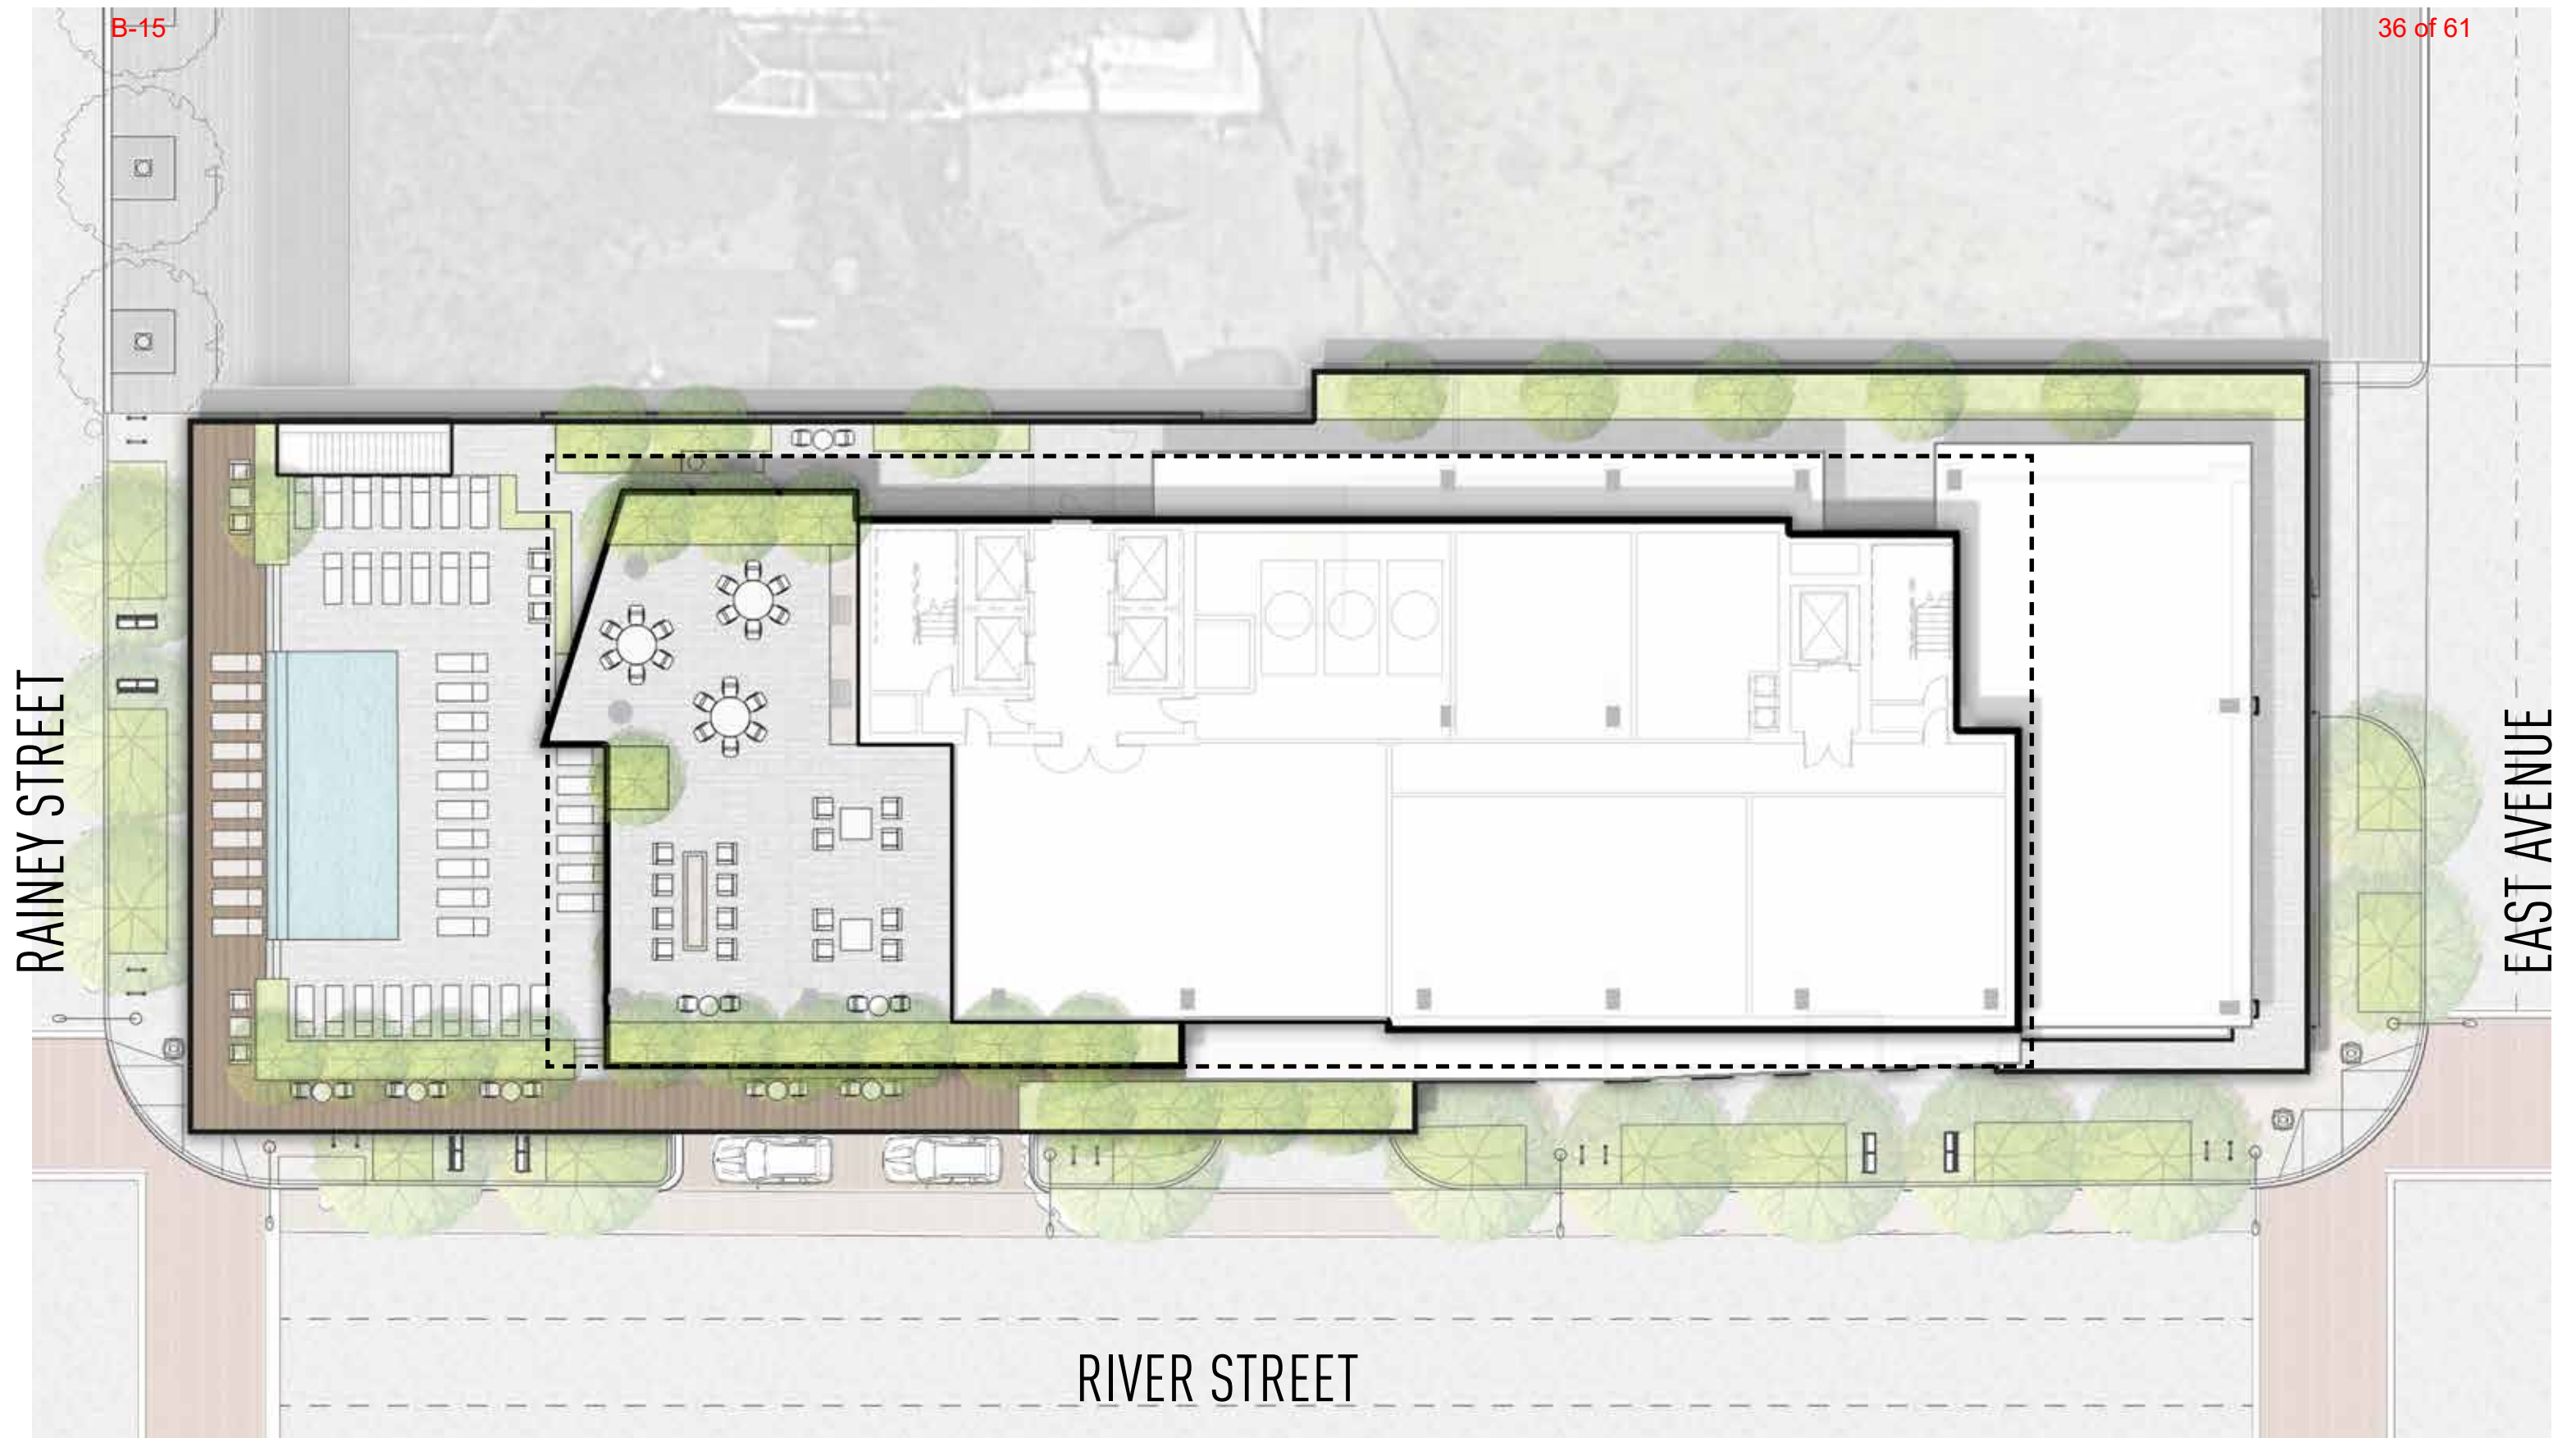 B-15
36 of 61
RAINEY STREET
EAST AVENUE
RIVER STREET